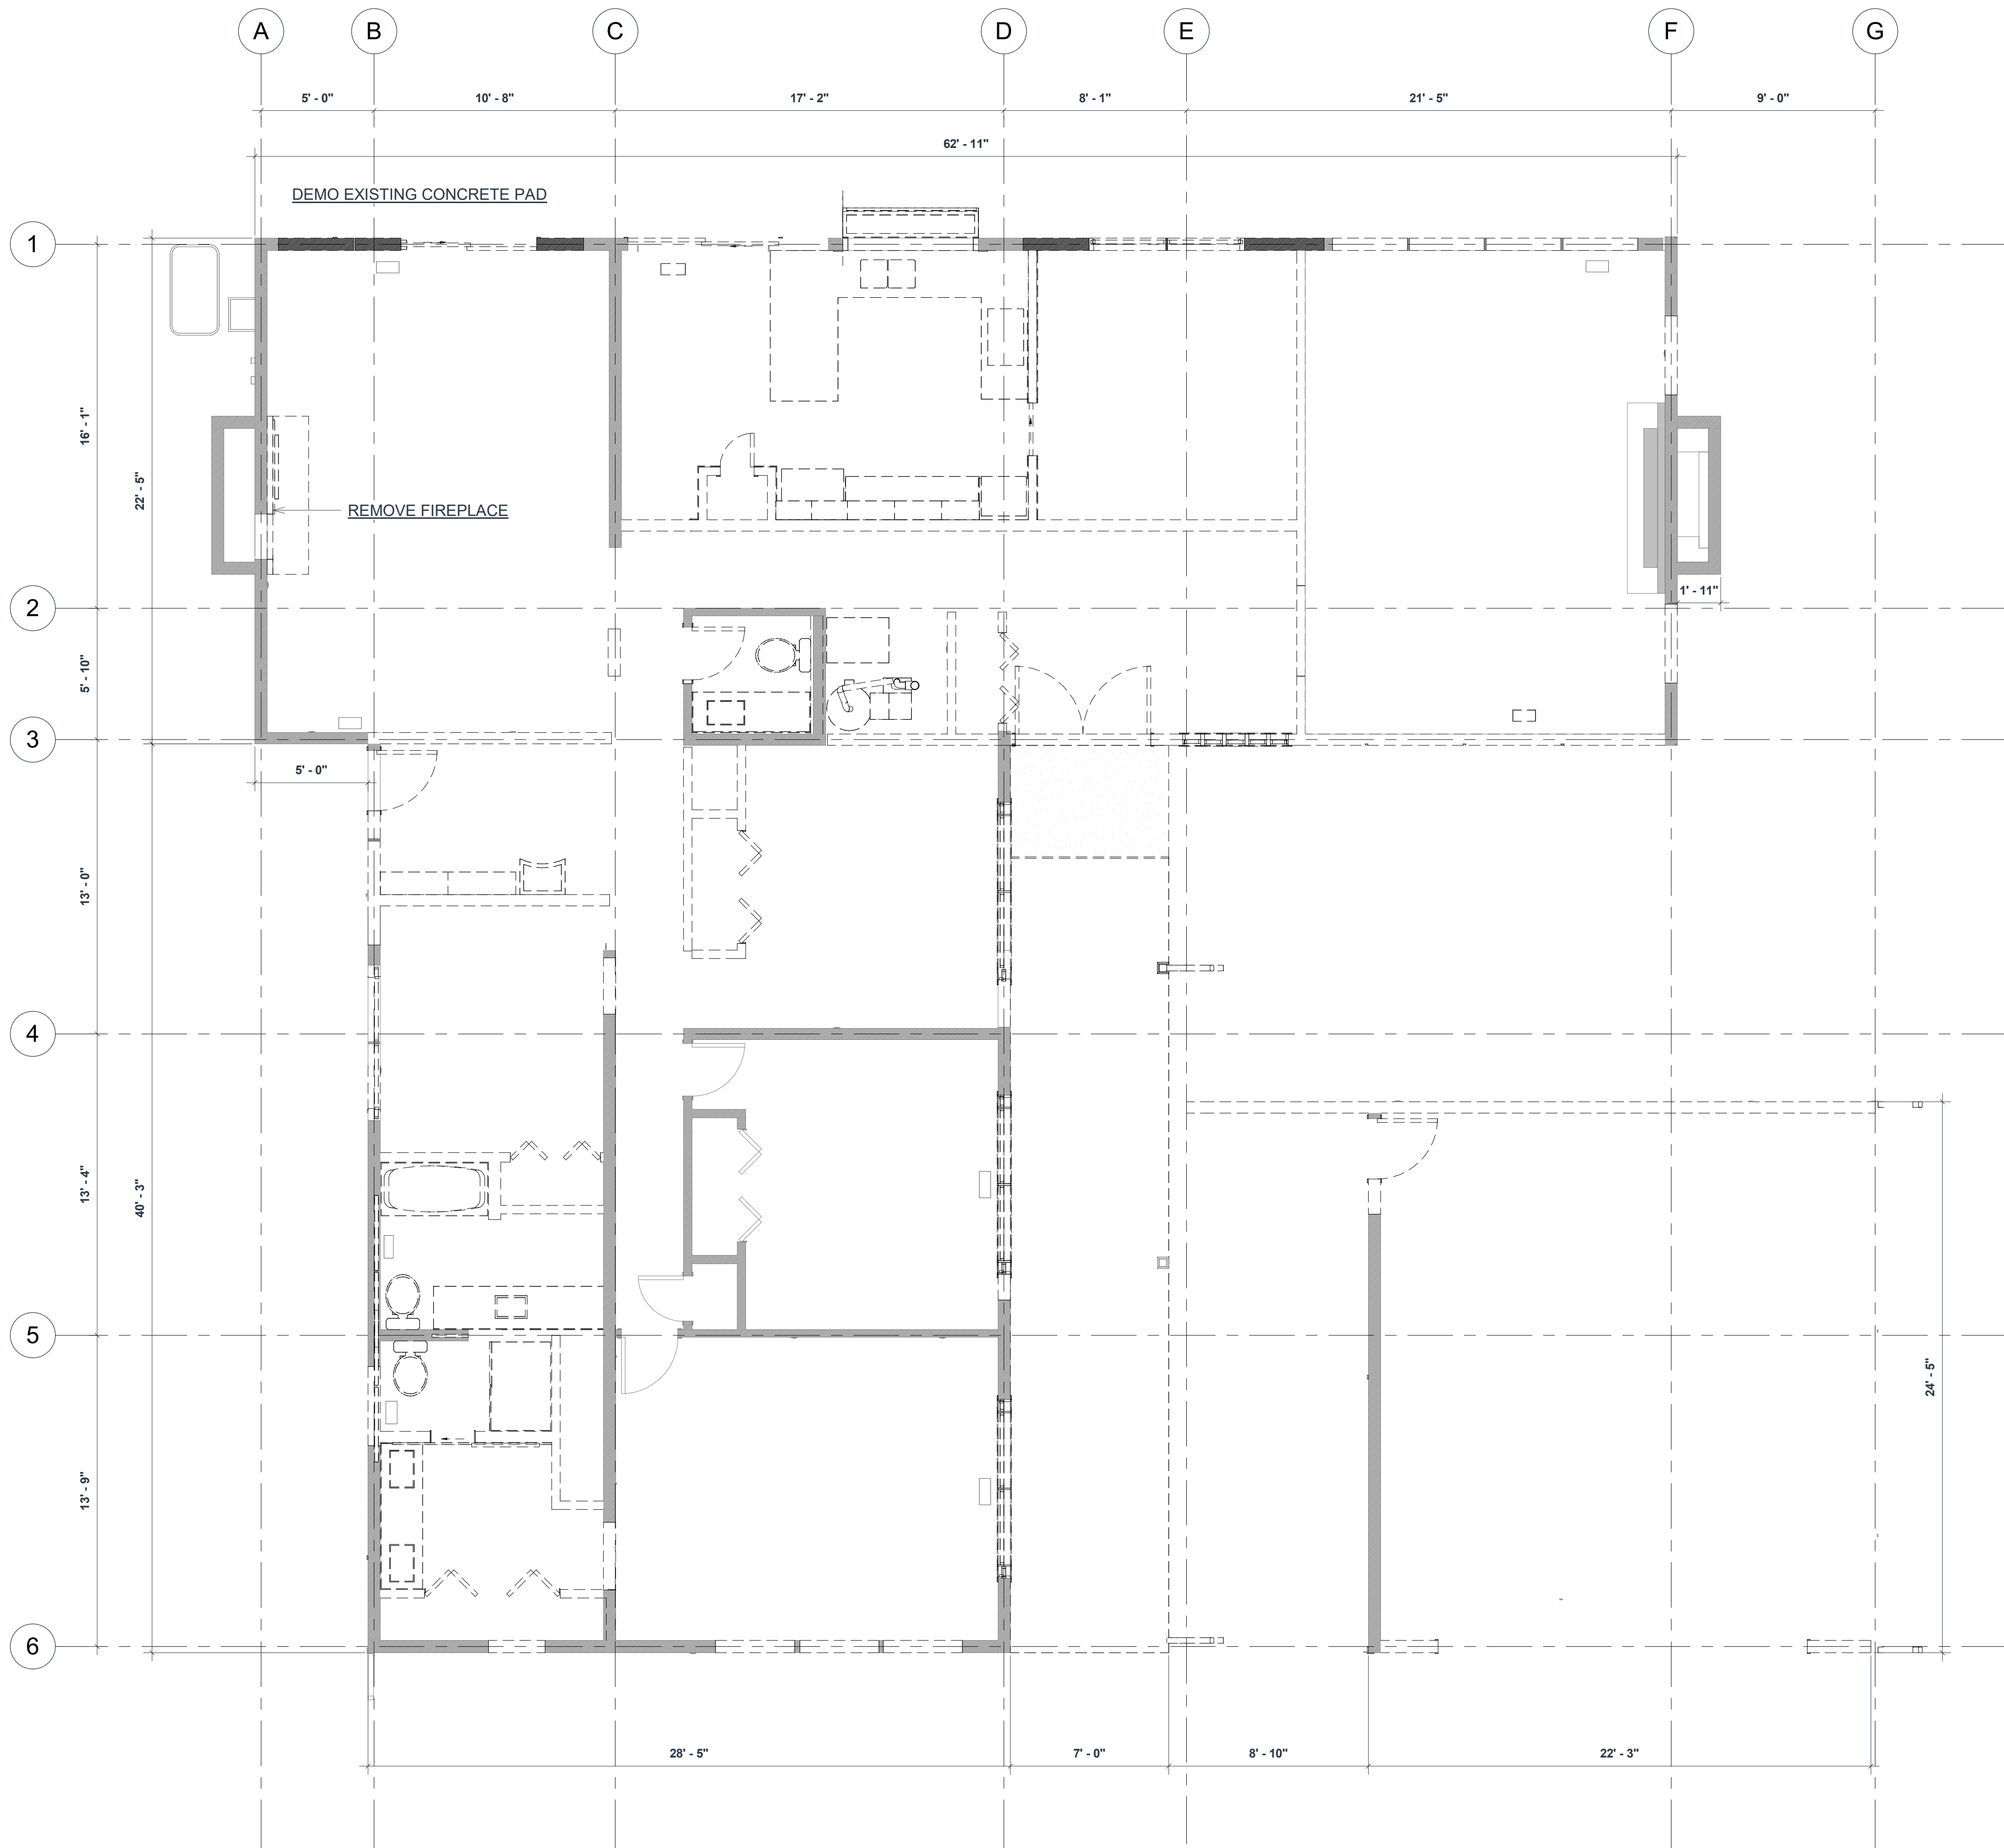 A B C D E F G
5' - 0" 10' - 8" 17' - 2" 8' - 1" 21' - 5" 9' - 0"
62' - 11"
DEMO EXISTING CONCRETE PAD
1
16' - 1"
22' - 5"
REMOVE FIREPLACE
1' - 11"
2
5' - 10"
3
5' - 0"
13' - 0"
4
13' - 4"
40' - 3"
5
24' - 5"
13' - 9"
6
28' - 5" 7' - 0" 8' - 10" 22' - 3"